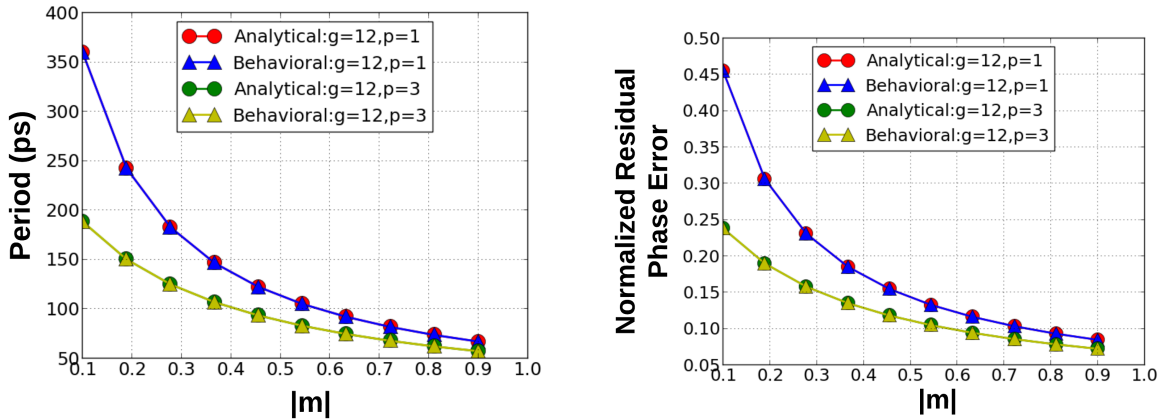 400
350
300
250
200
150
100
50
0.1
0.2
0.3
0.4
0.5
0.6
0.7
0.8
0.9
1.0
Period (ps)
|m|
Analytical:g=12,p=1
Behavioral:g=12,p=1
Analytical:g=12,p=3
Behavioral:g=12,p=3
0.50
0.45
0.40
0.35
0.30
0.25
0.20
0.15
0.10
0.05
0.1
0.2
0.3
0.4
0.5
0.6
0.7
0.8
0.9
1.0
Normalized Residual
Phase Error
|m|
Analytical:g=12,p=1
Behavioral:g=12,p=1
Analytical:g=12,p=3
Behavioral:g=12,p=3